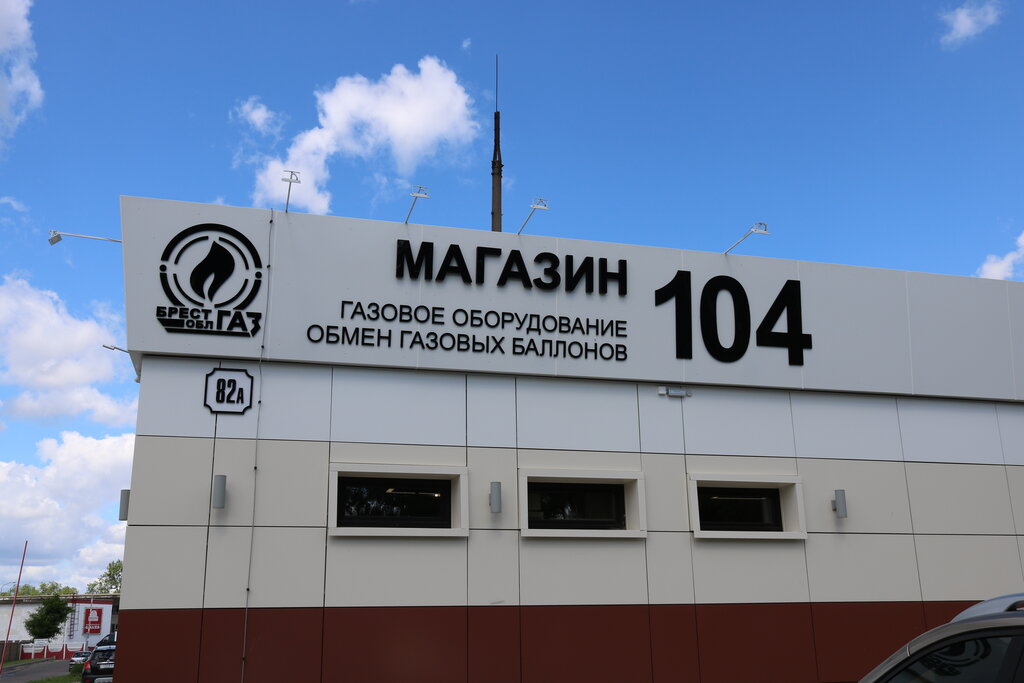 МАГАЗИН
104
ГАЗОВОЕ ОБОРУДОВАНИЕ
ОБМЕН ГАЗОВЫХ БАЛЛОНОВ
БРЕСТ
ОБЛ
ГАЗ
82А